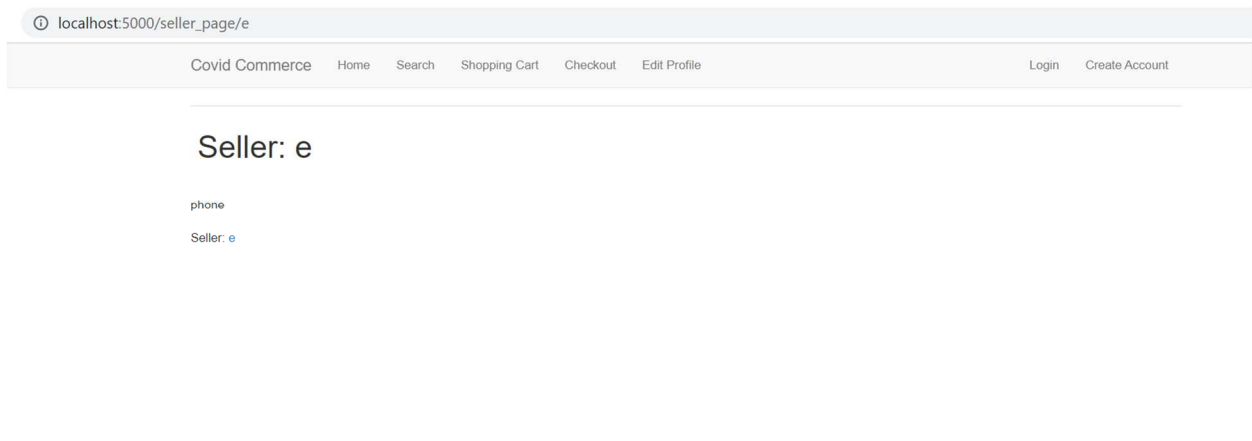 localhost:5000/seller_page/e
Covid Commerce Home Search Shopping Cart Checkout Edit Profile Login Create Account
Seller: e
phone
Seller: e